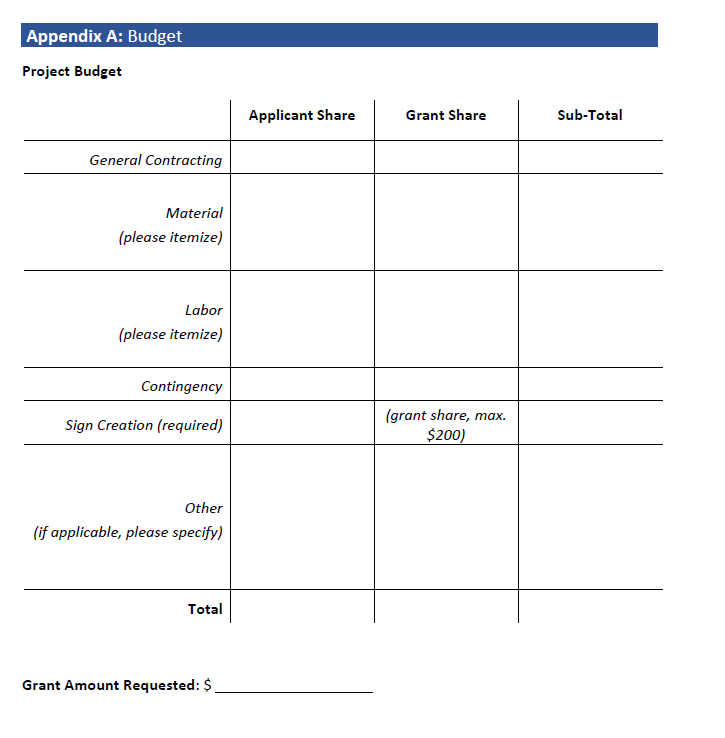 Appendix A: Budget
Project Budget
Applicant Share Grant Share Sub-Total
General Contracting
Material
(please itemize)
Labor
(please itemize)
Contingency
Sign Creation (required) (grant share, max.
$200)
Other
(if applicable, please specify)
Total
Grant Amount Requested: $